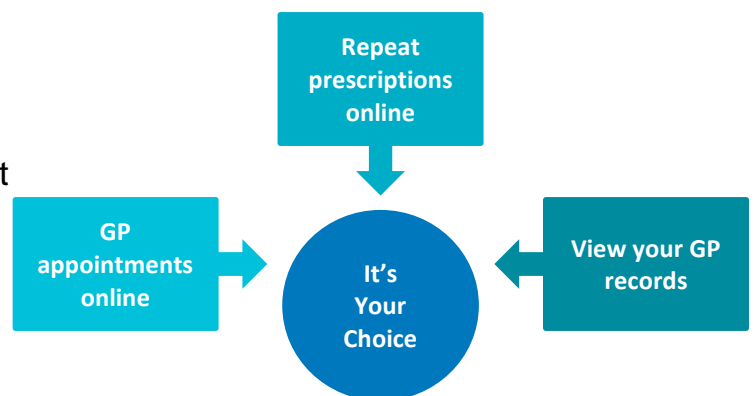 Repeat
prescriptions
online
t
GP
appointments
online
It’s
Your
Choice
View your GP
records